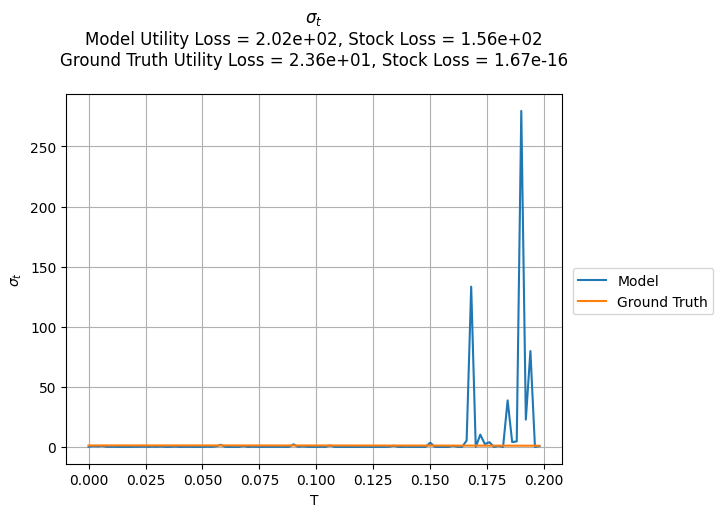 σt
Model Utility Loss = 2.02e+02, Stock Loss = 1.56e+02
Ground Truth Utility Loss = 2.36e+01, Stock Loss = 1.67e-16
250
200
150
100
50
0
σt
0.000 0.025 0.050 0.075 0.100 0.125 0.150 0.175 0.200
T
Model
Ground Truth